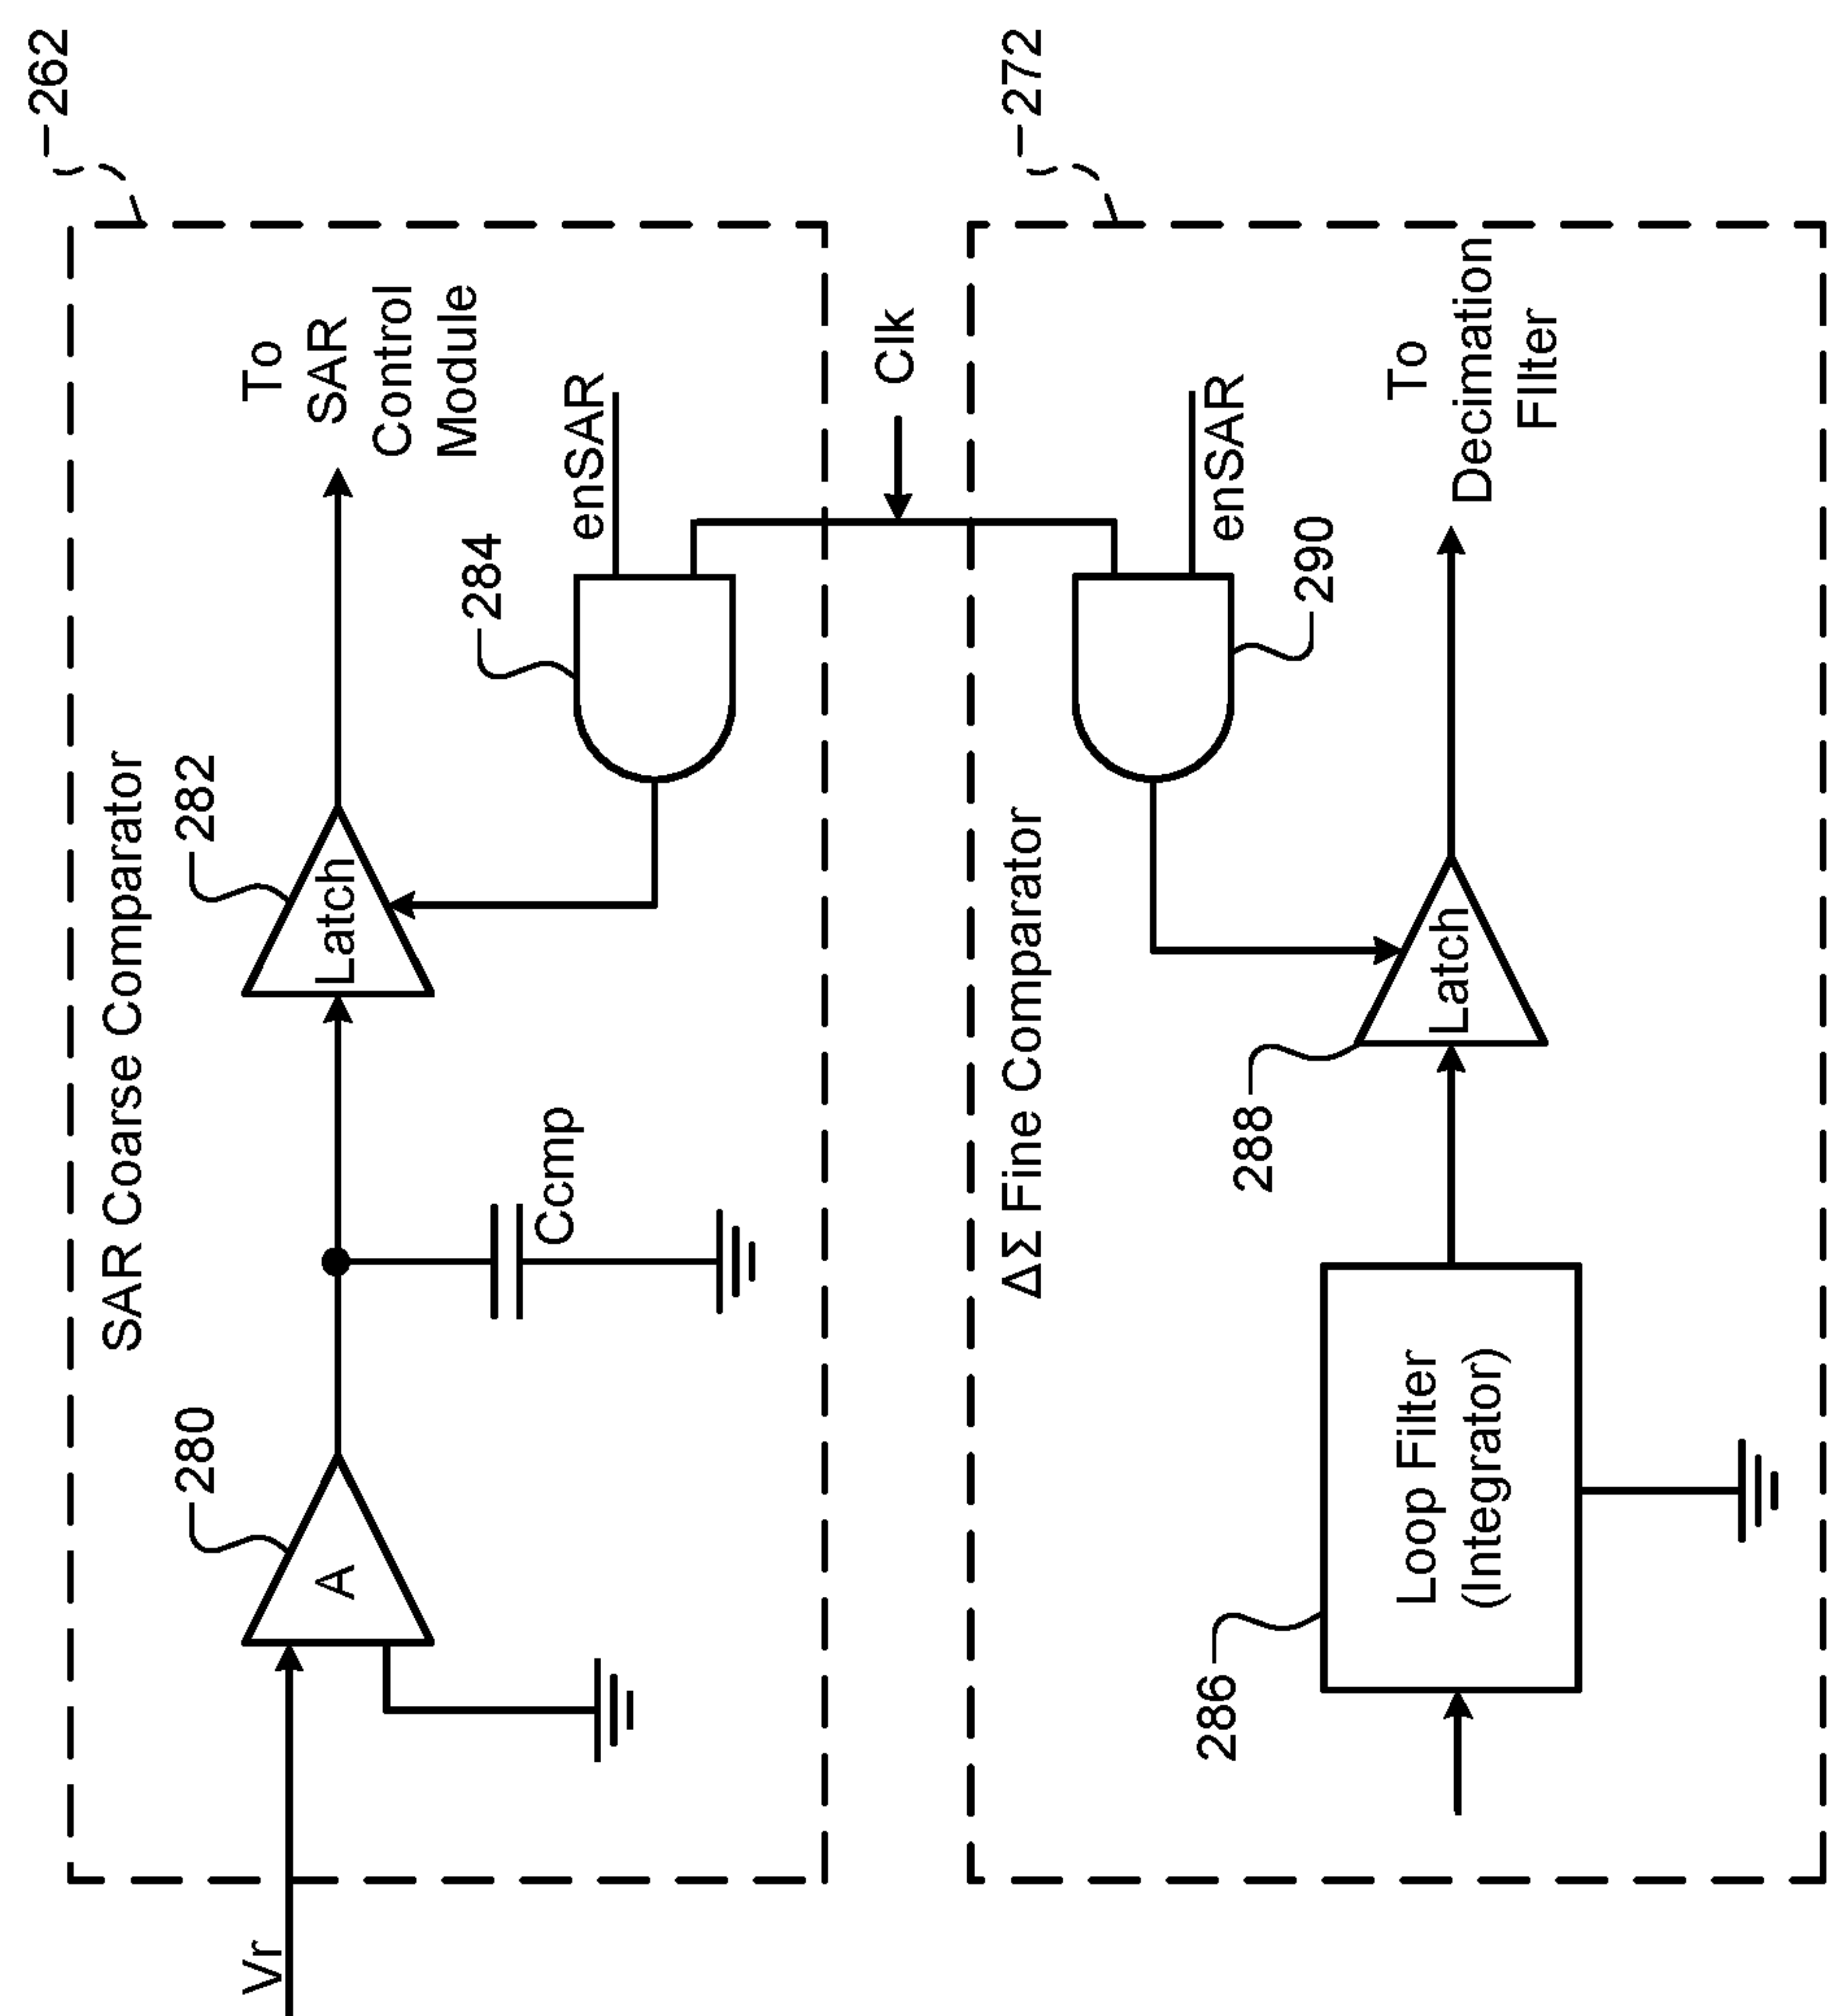 262
SAR Coarse Comparator
Vr
280
A
Ccmp
282
Latch
To
SAR
Control
Module
284
enSAR
Clk
272
ΔΣ Fine Comparator
286
Loop Filter
(Integrator)
288
Latch
290
enSAR
To
Decimation
FIlter